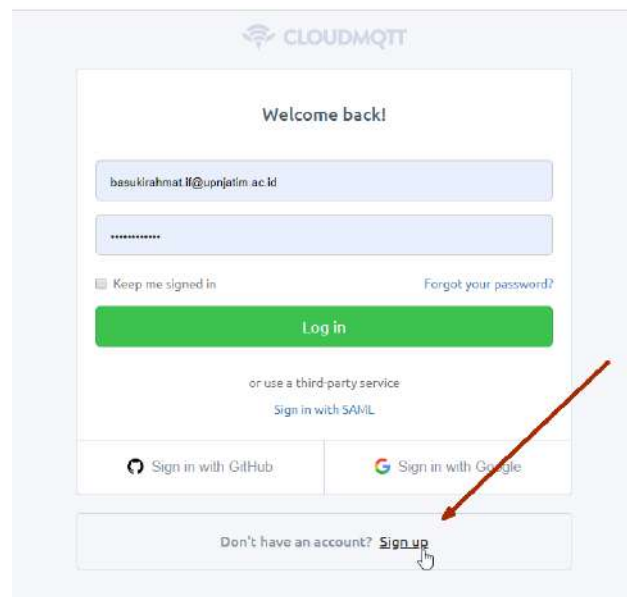 CLOUDMQTT
Welcome back!
basukirahmat.if@upnjatim.ac.id
••••••••••••
Keep me signed in Forgot your password?
Log in
or use a third-party service
Sign in with SAML
Sign in with GitHub Sign in with Google
Don't have an account? Sign up